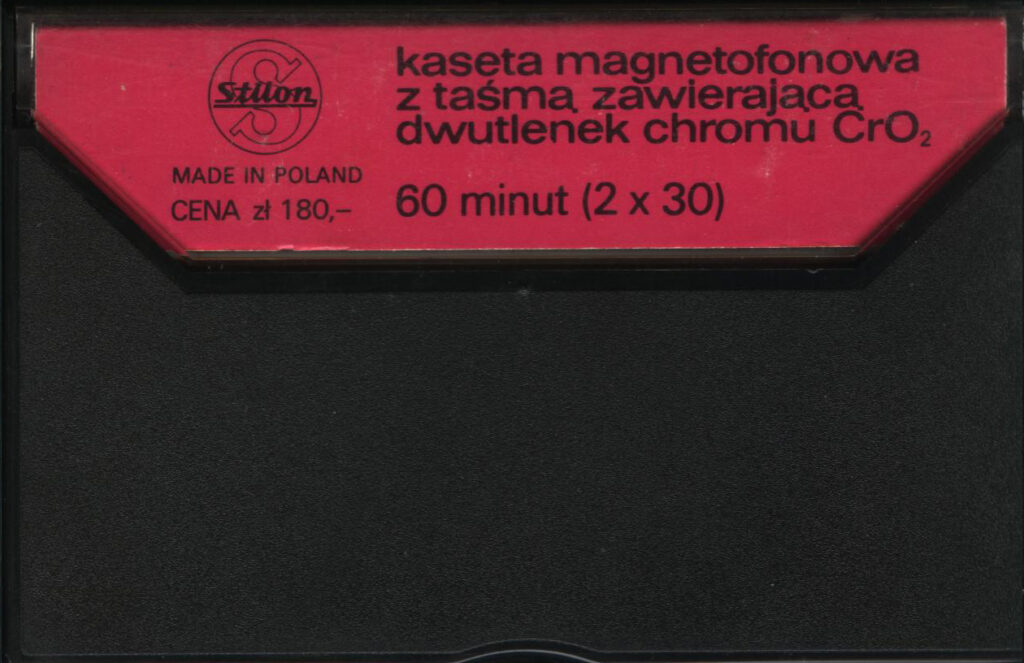 Stilon
MADE IN POLAND
CENA zł 180,–
kaseta magnetofonowa
z taśmą zawierającą
dwutlenek chromu CrO₂
60 minut (2 x 30)